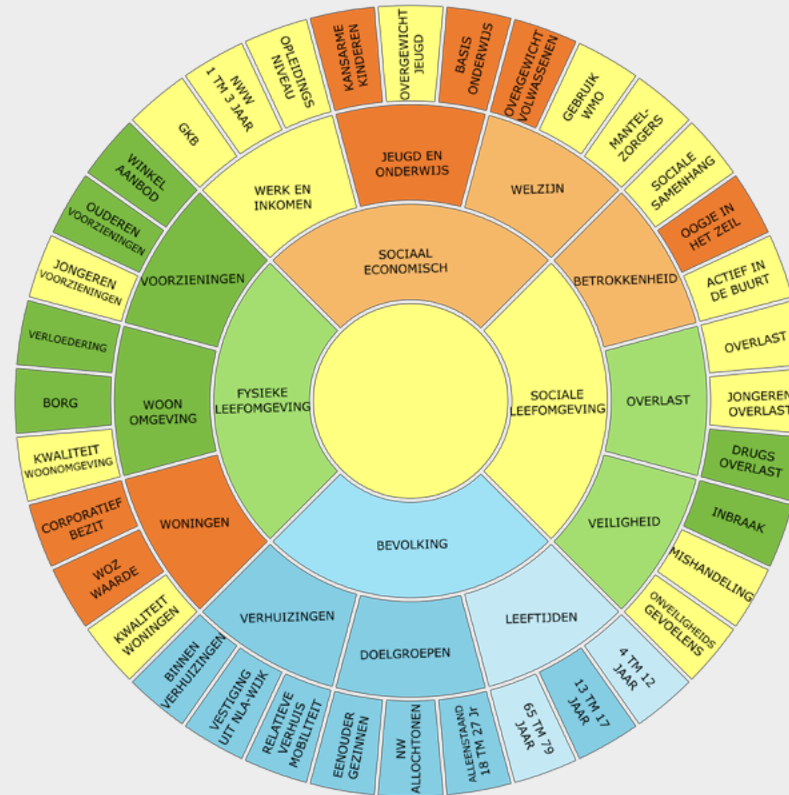 SOCIAAL
ECONOMISCH
SOCIALE
LEEFOMGEVING
BEVOLKING
FYSIEKE
LEEFOMGEVING
WERK EN
INKOMEN
JEUGD EN
ONDERWIJS
WELZIJN
BETROKKENHEID
OVERLAST
VEILIGHEID
LEEFTIJDEN
DOELGROEPEN
VERHUIZINGEN
WONINGEN
WOON
OMGEVING
VOORZIENINGEN
GKB
NWW
1 TM 3 JAAR
OPLEIDINGS
NIVEAU
KANSARME
KINDEREN
OVERGEWICHT
JEUGD
BASIS
ONDERWIJS
OVERGEWICHT
VOLWASSENEN
GEBRUIK
WMO
MANTEL-
ZORGERS
SOCIALE
SAMENHANG
OOGJE IN
HET ZEIL
ACTIEF IN
DE BUURT
OVERLAST
JONGEREN
OVERLAST
DRUGS
OVERLAST
INBRAAK
MISHANDELING
ONVEILIGHEIDS
GEVOELENS
4 TM 12
JAAR
13 TM 17
JAAR
65 TM 79
JAAR
ALLEENSTAAND
18 TM 27 Jr
NW
ALLOCHTONEN
EENOUDER
GEZINNEN
RELATIEVE
VERHUIS
MOBILITEIT
VESTIGING
UIT NLA-WIJK
BINNEN
VERHUIZINGEN
KWALITEIT
WONINGEN
WOZ
WAARDE
CORPORATIEF
BEZIT
KWALITEIT
WOONOMGEVING
BORG
VERLOEDERING
JONGEREN
VOORZIENINGEN
OUDEREN
VOORZIENINGEN
WINKEL
AANBOD